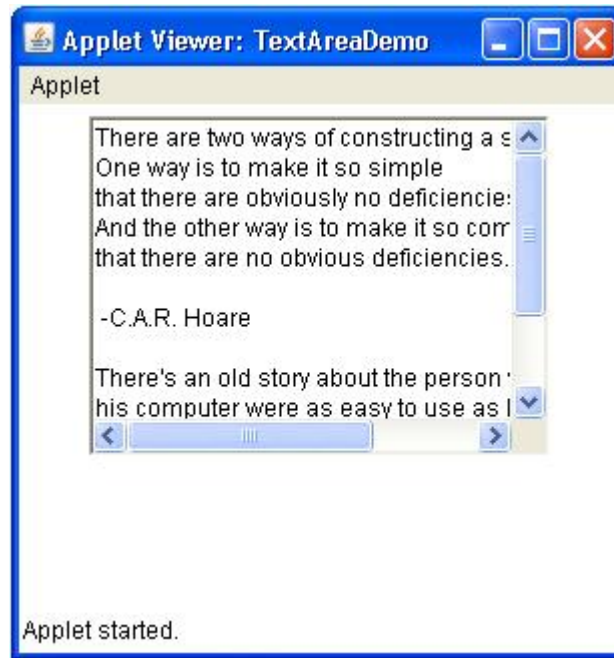 Applet Viewer: TextAreaDemo
Applet
There are two ways of constructing a s
One way is to make it so simple
that there are obviously no deficiencies
And the other way is to make it so com
that there are no obvious deficiencies.
-C.A.R. Hoare
There's an old story about the person
his computer were as easy to use as
Applet started.